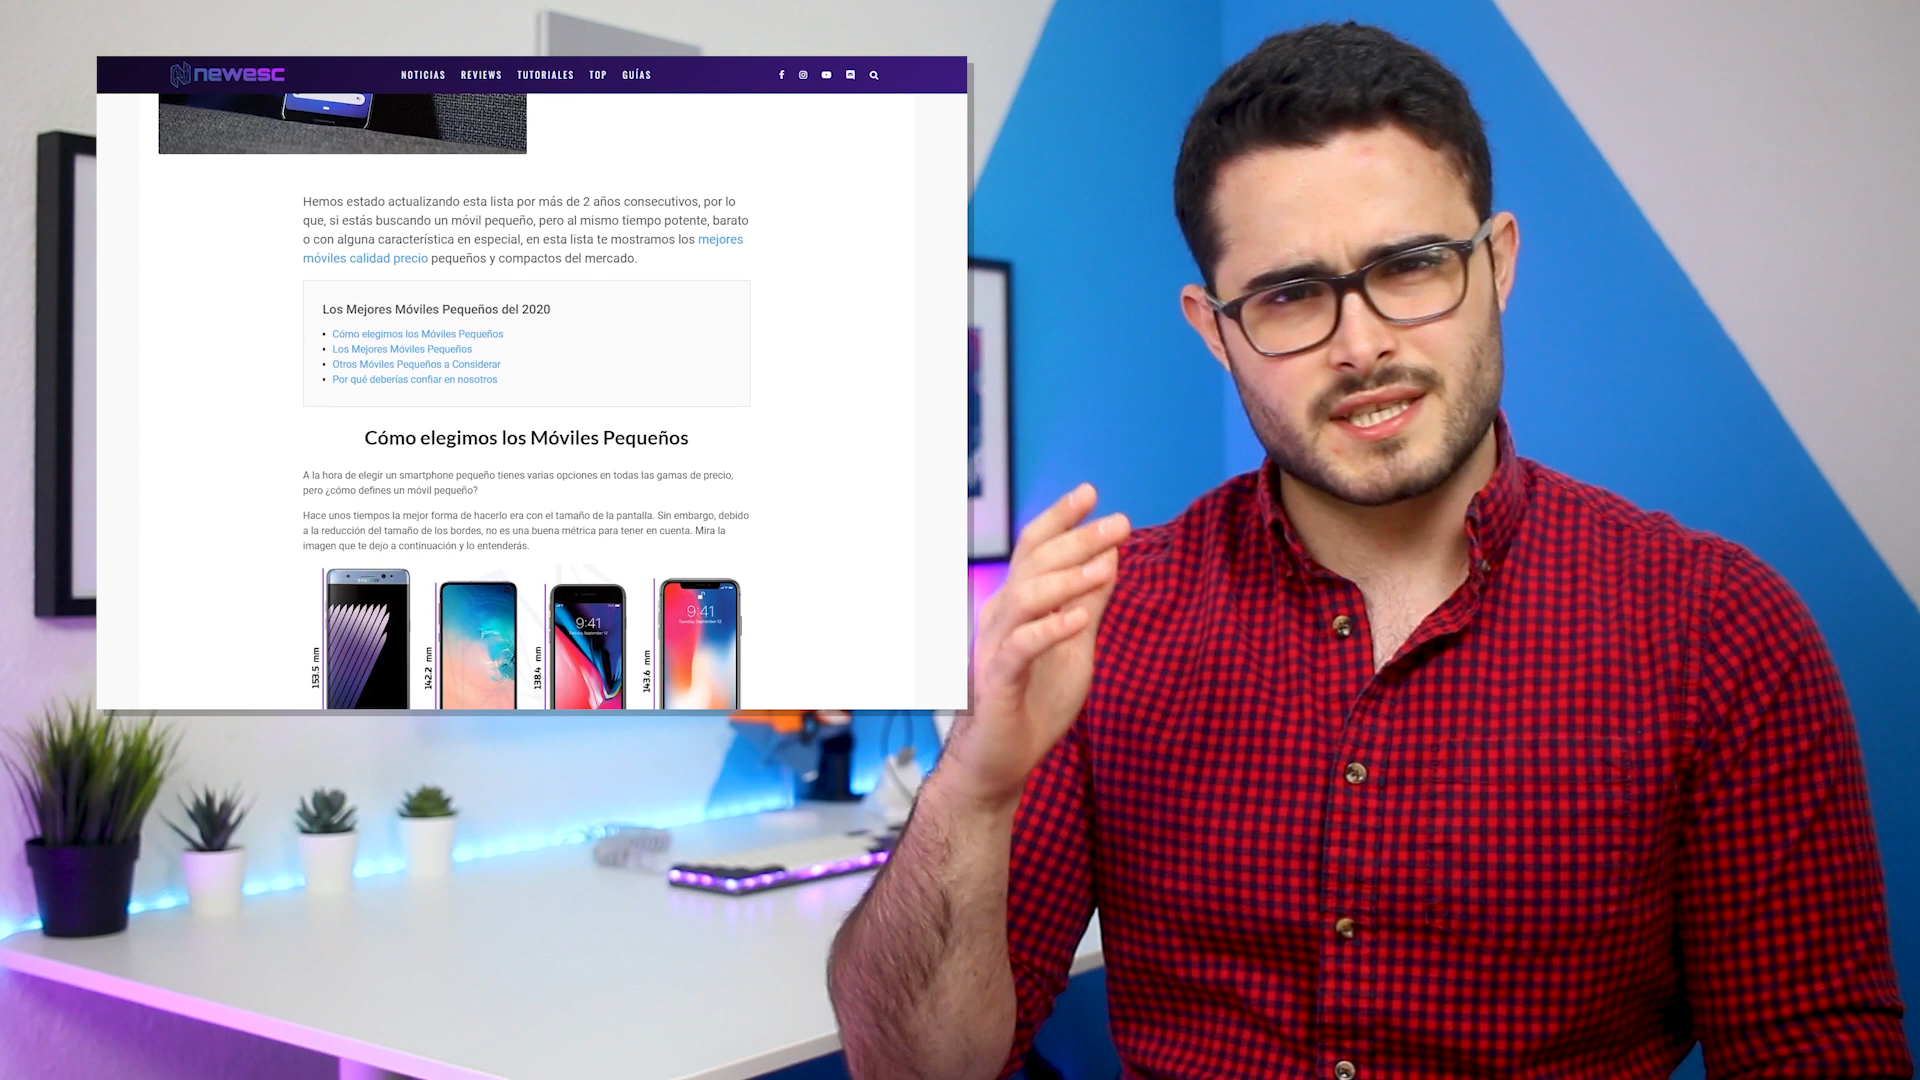 newesc
NOTICIAS REVIEWS TUTORIALES TOP GUÍAS
Hemos estado actualizando esta lista por más de 2 años consecutivos, por lo
que, si estás buscando un móvil pequeño, pero al mismo tiempo potente, barato
o con alguna característica en especial, en esta lista te mostramos los mejores
móviles calidad precio pequeños y compactos del mercado.
Los Mejores Móviles Pequeños del 2020
• Cómo elegimos los Móviles Pequeños
• Los Mejores Móviles Pequeños
• Otros Móviles Pequeños a Considerar
• Por qué deberías confiar en nosotros
Cómo elegimos los Móviles Pequeños
A la hora de elegir un smartphone pequeño tienes varias opciones en todas las gamas de precio,
pero ¿cómo defines un móvil pequeño?
Hace unos tiempos la mejor forma de hacerlo era con el tamaño de la pantalla. Sin embargo, debido
a la reducción del tamaño de los bordes, no es una buena métrica para tener en cuenta. Mira la
imagen que te dejo a continuación y lo entenderás.
153.5 mm
SAMSUNG
142.2 mm
138.4 mm
9:41
Tuesday, September 12
143.6 mm
9:41
Tuesday, September 12